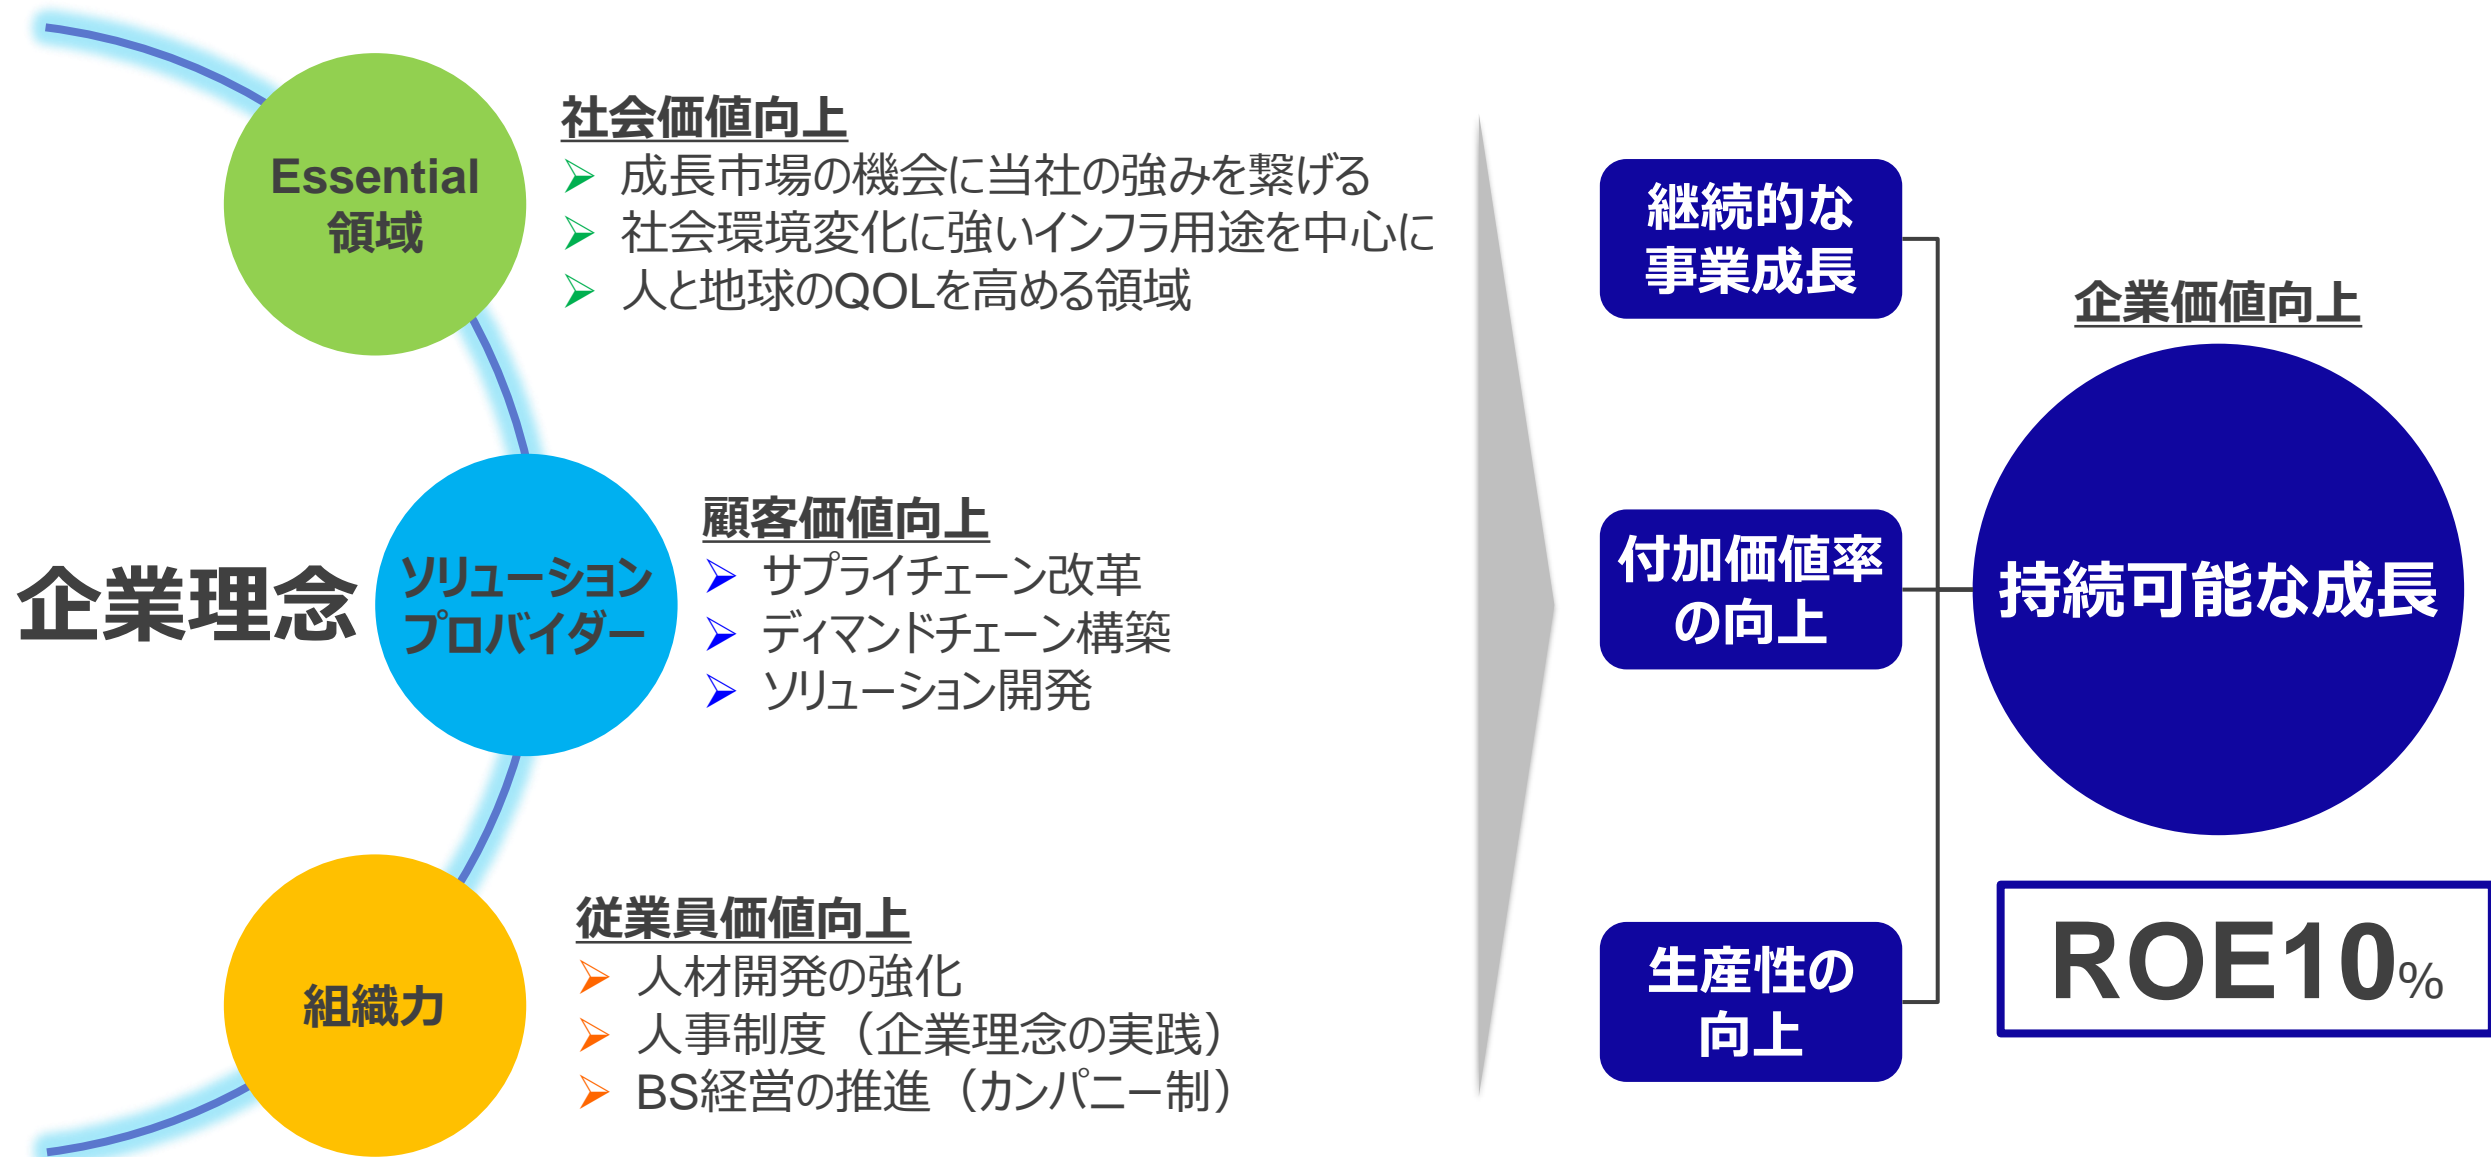 企業理念
Essential
領域
社会価値向上
成長市場の機会に当社の強みを繋げる
社会環境変化に強いインフラ用途を中心に
人と地球のQOLを高める領域
ソリューション
プロバイダー
顧客価値向上
サプライチェーン改革
ディマンドチェーン構築
ソリューション開発
組織力
従業員価値向上
人材開発の強化
人事制度（企業理念の実践）
BS経営の推進（カンパニー制）
継続的な
事業成長
付加価値率
の向上
生産性の
向上
企業価値向上
持続可能な成長
ROE10%